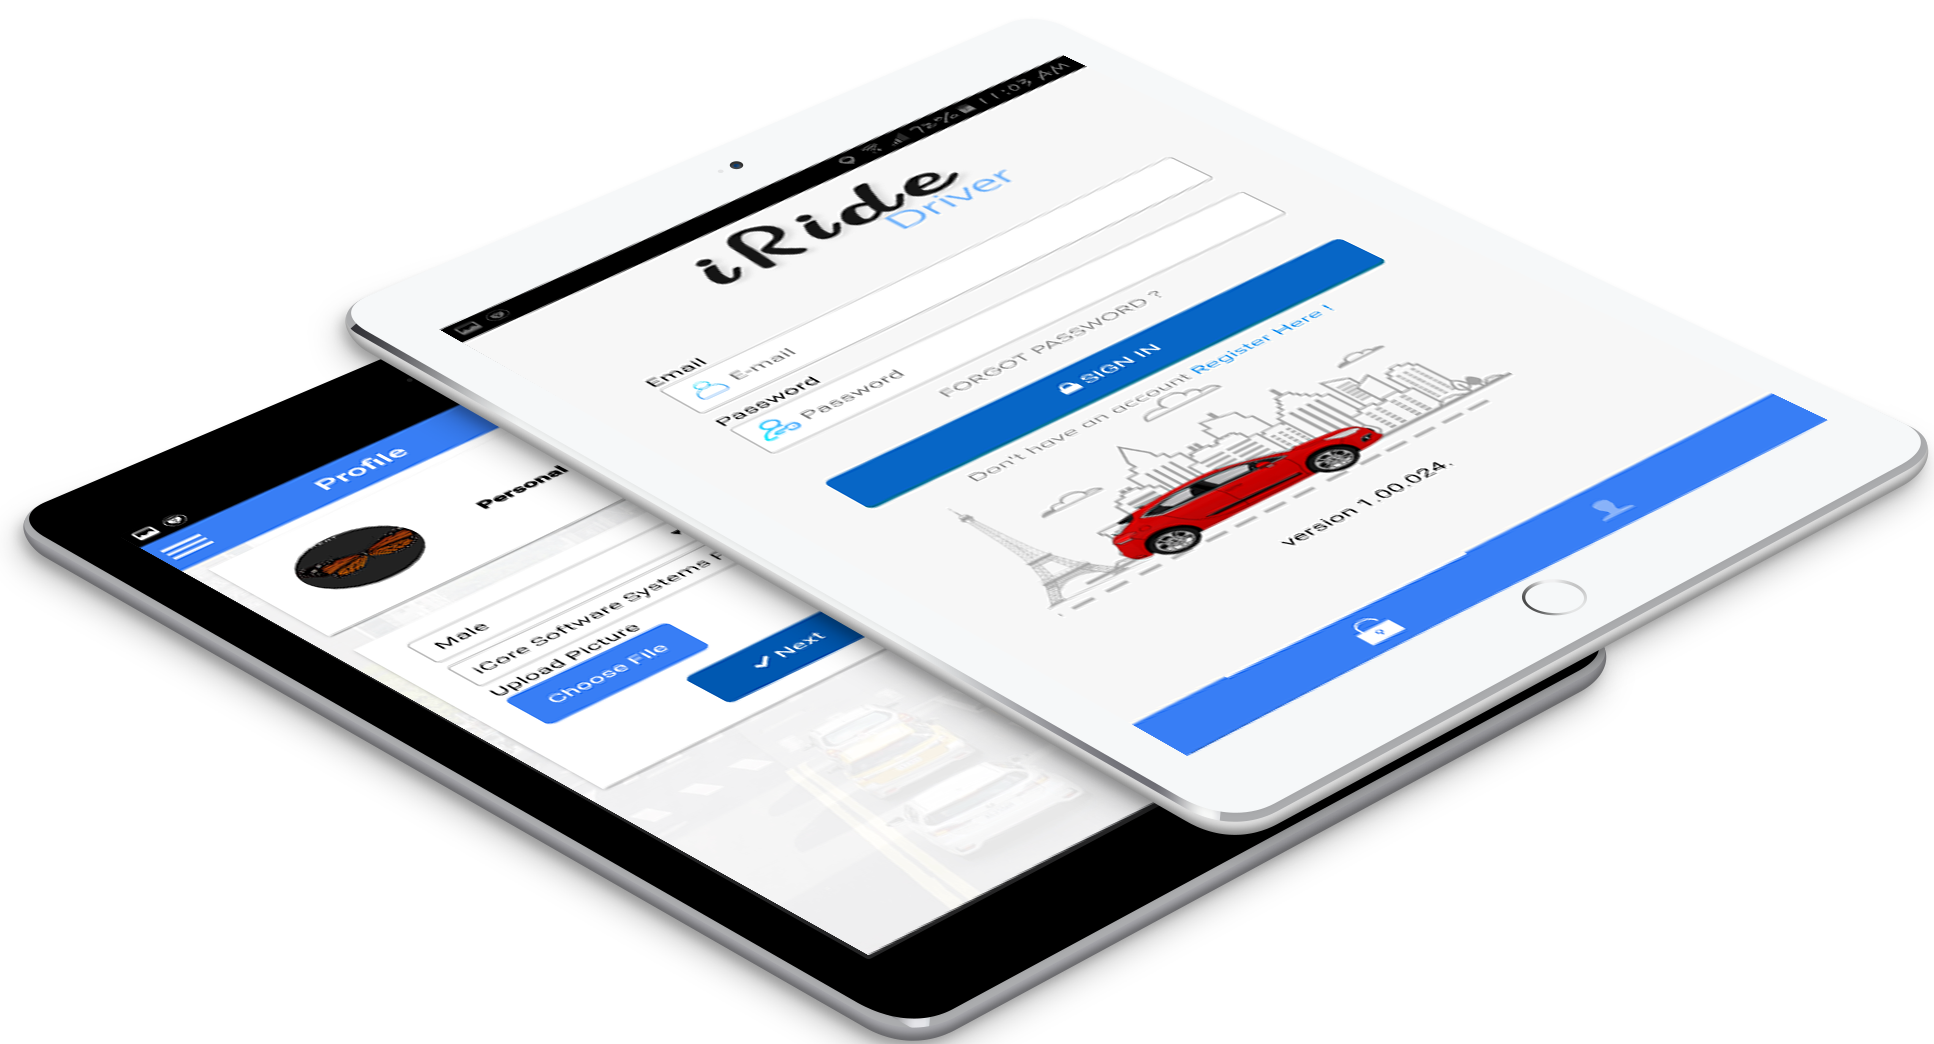 72% 11:03 AM
iRide
Driver
Email
E-mail
Password
Password
FORGOT PASSWORD ?
SIGN IN
Don't have an account Register Here !
version 1.00.024.
Profile
Personal
Male
iCore Software Systems
Upload Picture
Choose File
Next